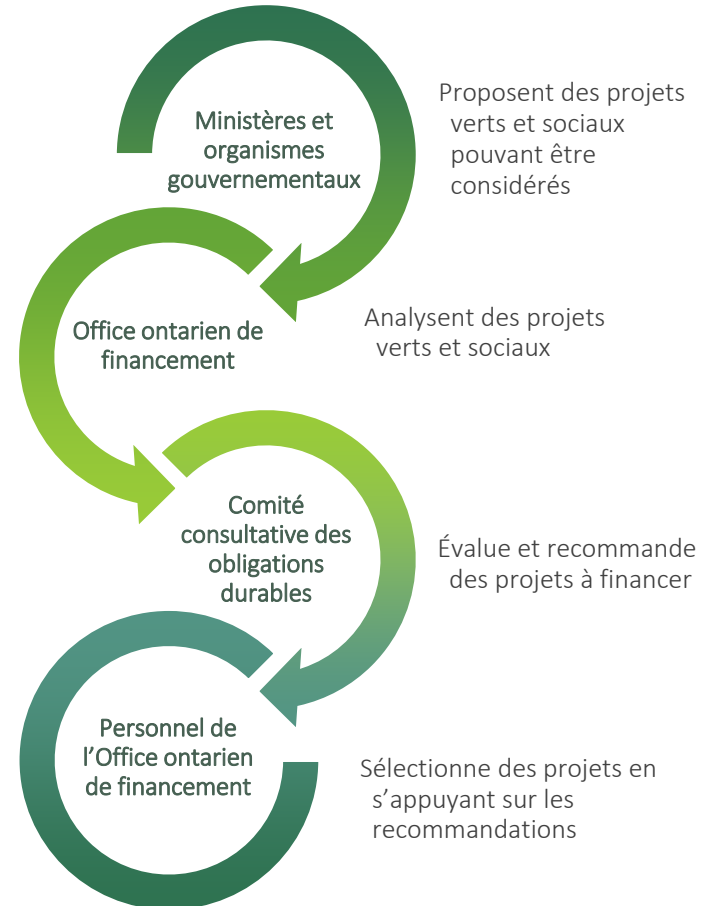 Ministères et
organismes
gouvernementaux
Proposent des projets
verts et sociaux
pouvant être
considérés
Office ontarien de
financement
Analysent des projets
verts et sociaux
Comité
consultative des
obligations
durables
Évalue et recommande
des projets à financer
Personnel de
l’Office ontarien
de financement
Sélectionne des projets en
s’appuyant sur les
recommandations